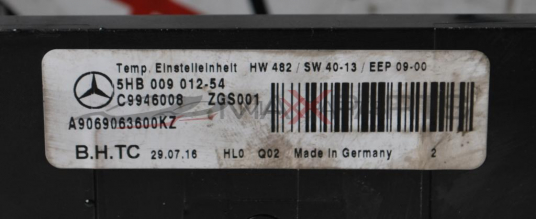 Temp. Einstelleinheit HW 482 / SW 40-13 / EEP 09-00
5HB 009 012-54
C9946008 ZGS001
A9069063600KZ
B.H.TC 29.07.16 HL0 Q02 Made in Germany 2